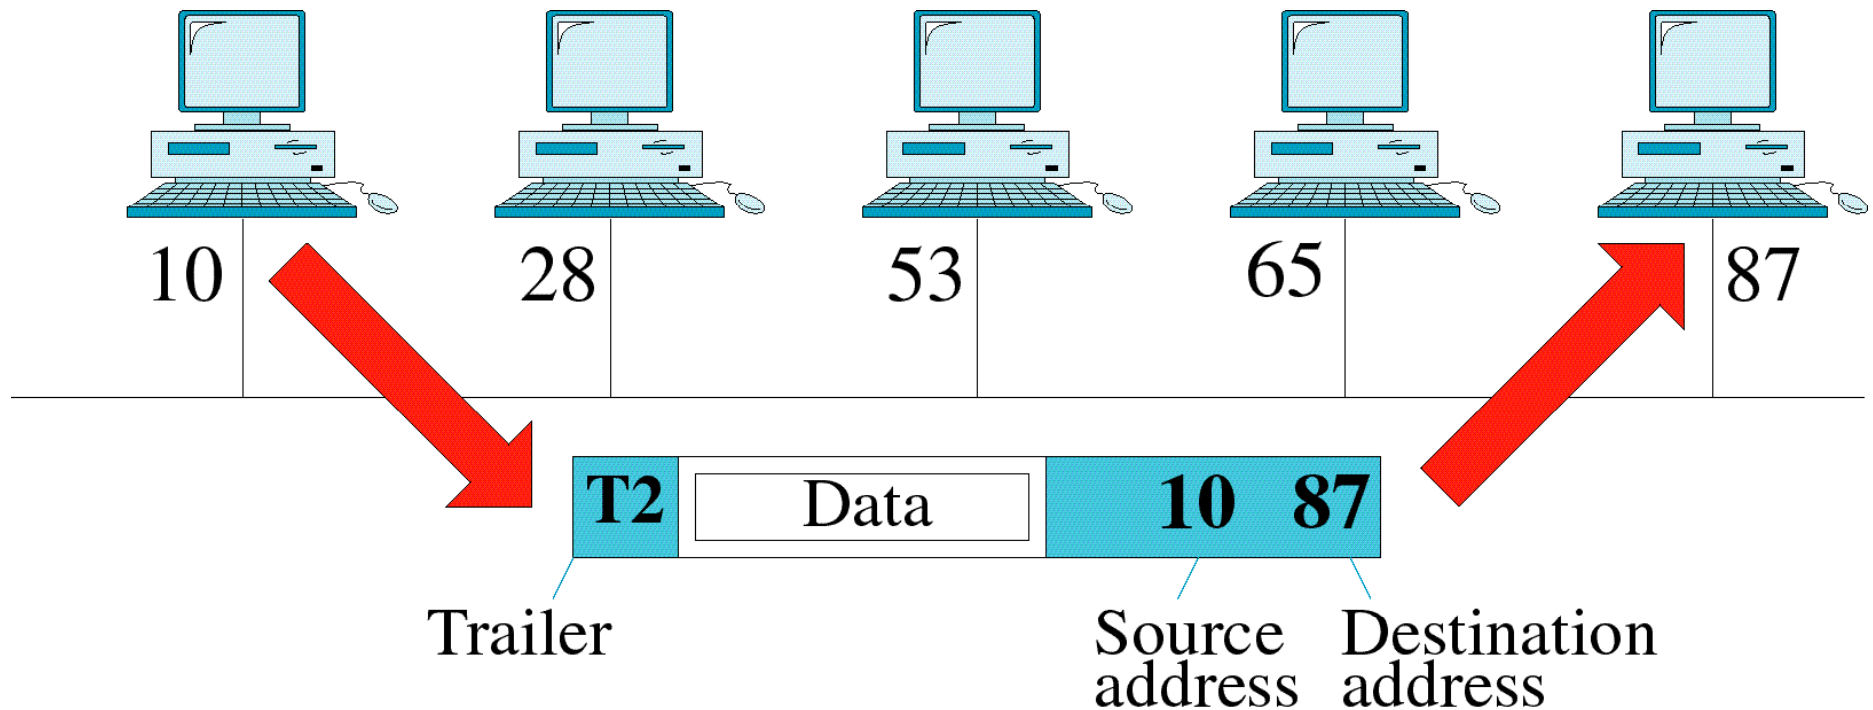 10 28 53 65 87
T2 Data 10 87
Trailer
Source address
Destination address